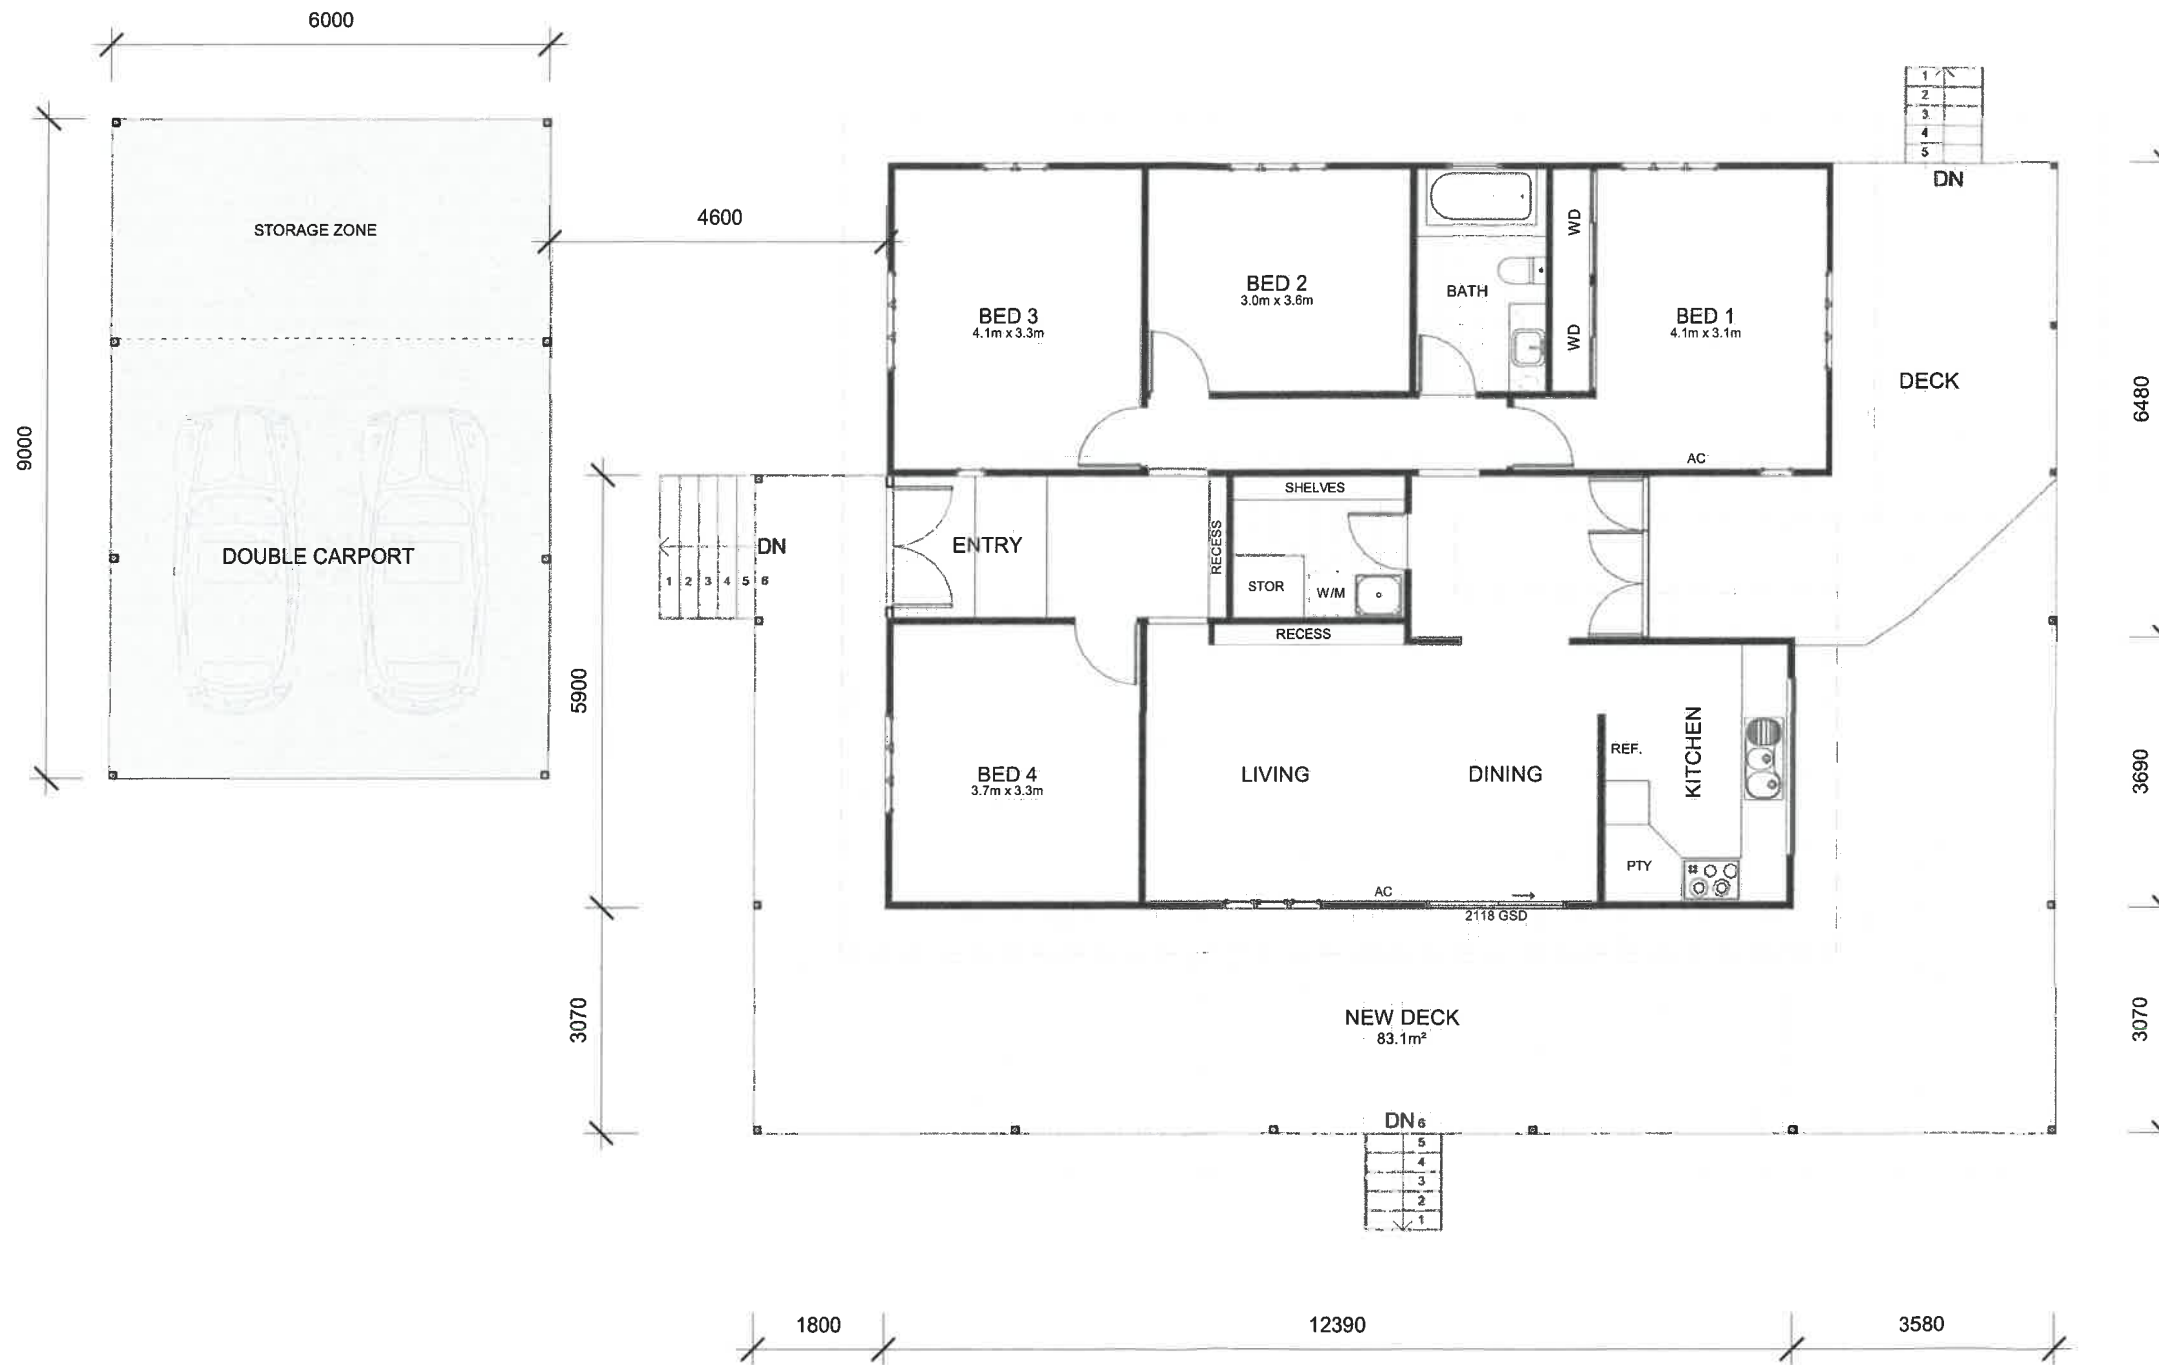 6000
1
2
3
4
5
DN
4600
STORAGE ZONE
WD
BED 2
3.0m x 3.6m
BATH
BED 3
4.1m x 3.3m
BED 1
4.1m x 3.1m
WD
DECK
6480
9000
AC
SHELVES
ENTRY
RECESS
DN
1 2 3 4 5 6
DOUBLE CARPORT
STOR
W/M
RECESS
5900
REF.
KITCHEN
BED 4
3.7m x 3.3m
LIVING
DINING
3690
PTY
AC
2118 GSD
NEW DECK
83.1m²
3070
3070
DN 6
5
4
3
2
1
1800
12390
3580